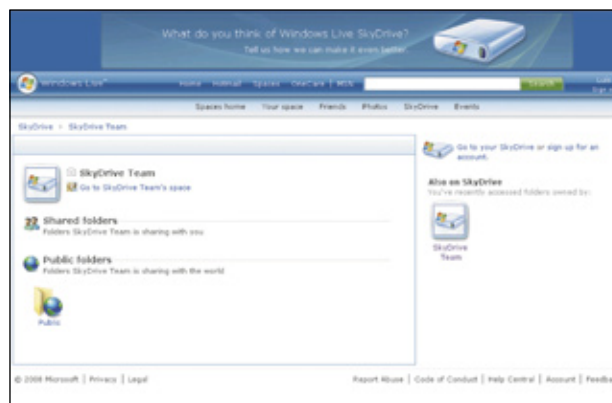 What do you think of Windows Live SkyDrive?
Tell us how we can make it even better.
Windows Live™
Home Hotmail Spaces OneCare | MSN
Search
Sign
Spaces home Your space Friends Photos SkyDrive Events
SkyDrive > SkyDrive Team
SkyDrive Team
Go to SkyDrive Team's space
Shared folders
Folders SkyDrive Team is sharing with you
Public folders
Folders SkyDrive Team is sharing with the world
Public
Go to your SkyDrive or sign up for an
account.
Also on SkyDrive
You've recently accessed folders owned by:
SkyDrive
Team
© 2008 Microsoft | Privacy | Legal
Report Abuse | Code of Conduct | Help Central | Account | Feedba